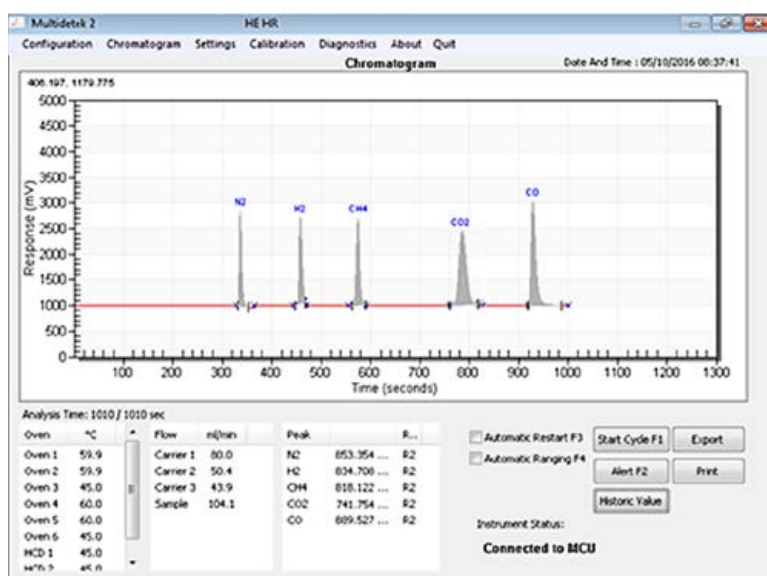 Multidetek 2 HE HR
Configuration Chromatogram Settings Calibration Diagnostics About Quit
Chromatogram Date And Time : 05/10/2016 08:37:41
406.197, 1179.775
5000
4500
4000
3500
3000
2500
2000
1500
1000
500
0
Response (mV)
N2 H2 CH4 CO2 CO
100 200 300 400 500 600 700 800 900 1000 1100 1200 1300
Time (seconds)
Analysis Time: 1010 / 1010 sec
Oven °C Flow ml/min Peak R...
Oven 1 59.9 Carrier 1 80.0 N2 853.354 ... R2
Oven 2 59.9 Carrier 2 50.4 H2 834.708 ... R2
Oven 3 45.0 Carrier 3 43.9 CH4 818.122 ... R2
Oven 4 60.0 Sample 104.1 CO2 741.754 ... R2
Oven 5 60.0 CO 889.527 ... R2
Oven 6 45.0
HCD 1 45.0
HCD 2 45.0
Automatic Restart F3 Start Cycle F1 Export
Automatic Ranging F4 Alert F2 Print
Historic Value
Instrument Status:
Connected to MCU